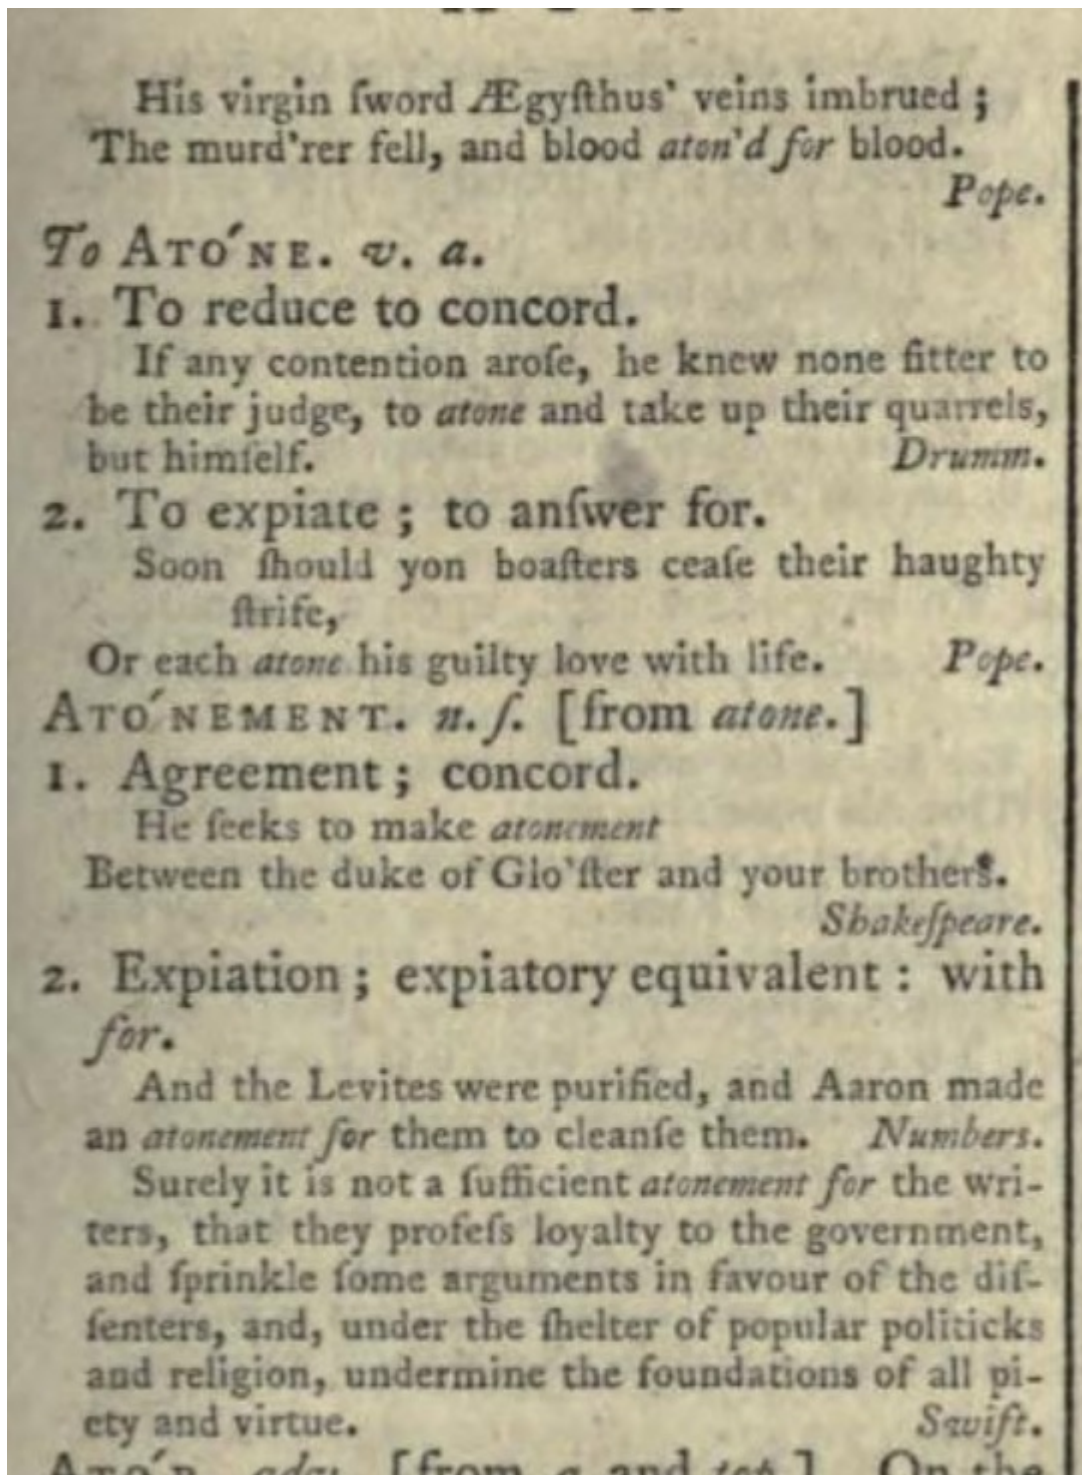 His virgin ſword Ægyſthus' veins imbrued ;
The murd'rer fell, and blood aton'd for blood.
Pope.
To ATO'NE. v. a.
1. To reduce to concord.
If any contention aroſe, he knew none fitter to
be their judge, to atone and take up their quarrels,
but himſelf. Drumm.
2. To expiate ; to anſwer for.
Soon ſhould yon boaſters ceaſe their haughty
ſtrife,
Or each atone his guilty love with life. Pope.
ATO'NEMENT. n. ſ. [from atone.]
1. Agreement ; concord.
He ſeeks to make atonement
Between the duke of Glo'ſter and your brothers.
Shakeſpeare.
2. Expiation ; expiatory equivalent : with
for.
And the Levites were purified, and Aaron made
an atonement for them to cleanſe them. Numbers.
Surely it is not a ſufficient atonement for the wri-
ters, that they profeſs loyalty to the government,
and ſprinkle ſome arguments in favour of the diſ-
ſenters, and, under the ſhelter of popular politicks
and religion, undermine the foundations of all pi-
ety and virtue. Swift.
ATO'P. adv. [from a and top.] On the